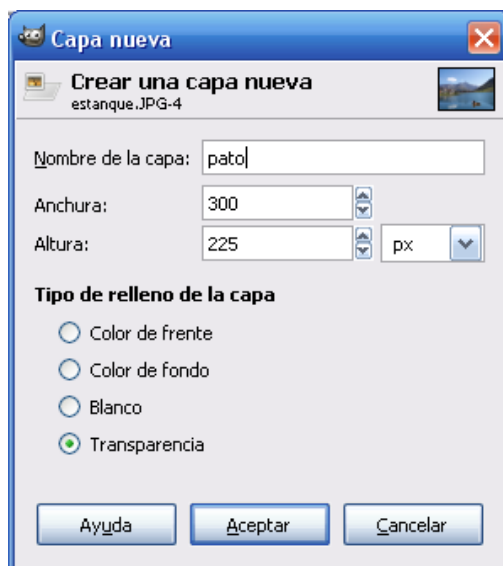 Capa nueva
Crear una capa nueva
estanque.JPG-4
Nombre de la capa: pato
Anchura: 300
Altura: 225 px
Tipo de relleno de la capa
Color de frente
Color de fondo
Blanco
Transparencia
Ayuda Aceptar Cancelar